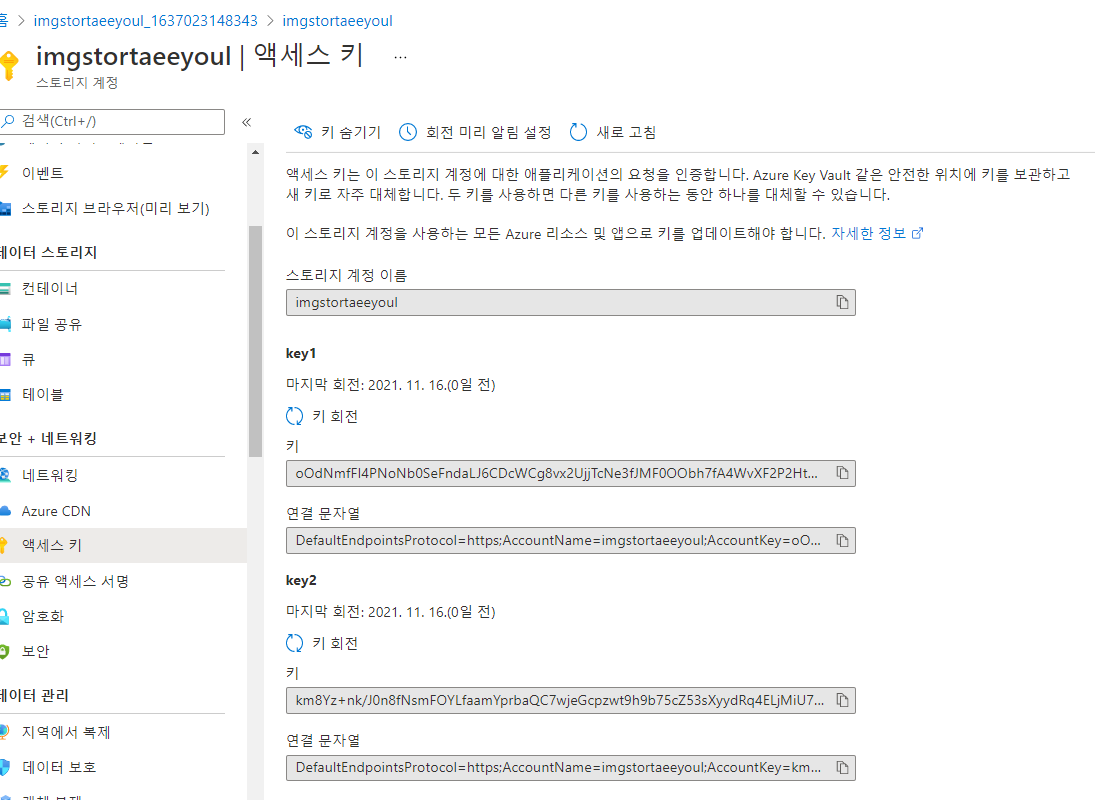 홈 > imgstortaeeyoul_1637023148343 > imgstortaeeyoul
imgstortaeeyoul | 액세스 키 ...
스토리지 계정
검색(Ctrl+/)
«
이벤트
스토리지 브라우저(미리 보기)
데이터 스토리지
컨테이너
파일 공유
큐
테이블
보안 + 네트워킹
네트워킹
Azure CDN
액세스 키
공유 액세스 서명
암호화
보안
데이터 관리
지역에서 복제
데이터 보호
키 숨기기 회전 미리 알림 설정 새로 고침
액세스 키는 이 스토리지 계정에 대한 애플리케이션의 요청을 인증합니다. Azure Key Vault 같은 안전한 위치에 키를 보관하고
새 키로 자주 대체합니다. 두 키를 사용하면 다른 키를 사용하는 동안 하나를 대체할 수 있습니다.
이 스토리지 계정을 사용하는 모든 Azure 리소스 및 앱으로 키를 업데이트해야 합니다. 자세한 정보
스토리지 계정 이름
imgstortaeeyoul
key1
마지막 회전: 2021. 11. 16.(0일 전)
키 회전
키
oOdNmfFI4PNoNb0SeFndaLJ6CDcWCg8vx2UjjTcNe3fJMF0OObh7fA4WvXF2P2Ht...
연결 문자열
DefaultEndpointsProtocol=https;AccountName=imgstortaeeyoul;AccountKey=oO...
key2
마지막 회전: 2021. 11. 16.(0일 전)
키 회전
키
km8Yz+nk/J0n8fNsmFOYLfaamYprbaQC7wjeGcpzwt9h9b75cZ53sXyydRq4ELjMiU7...
연결 문자열
DefaultEndpointsProtocol=https;AccountName=imgstortaeeyoul;AccountKey=km...